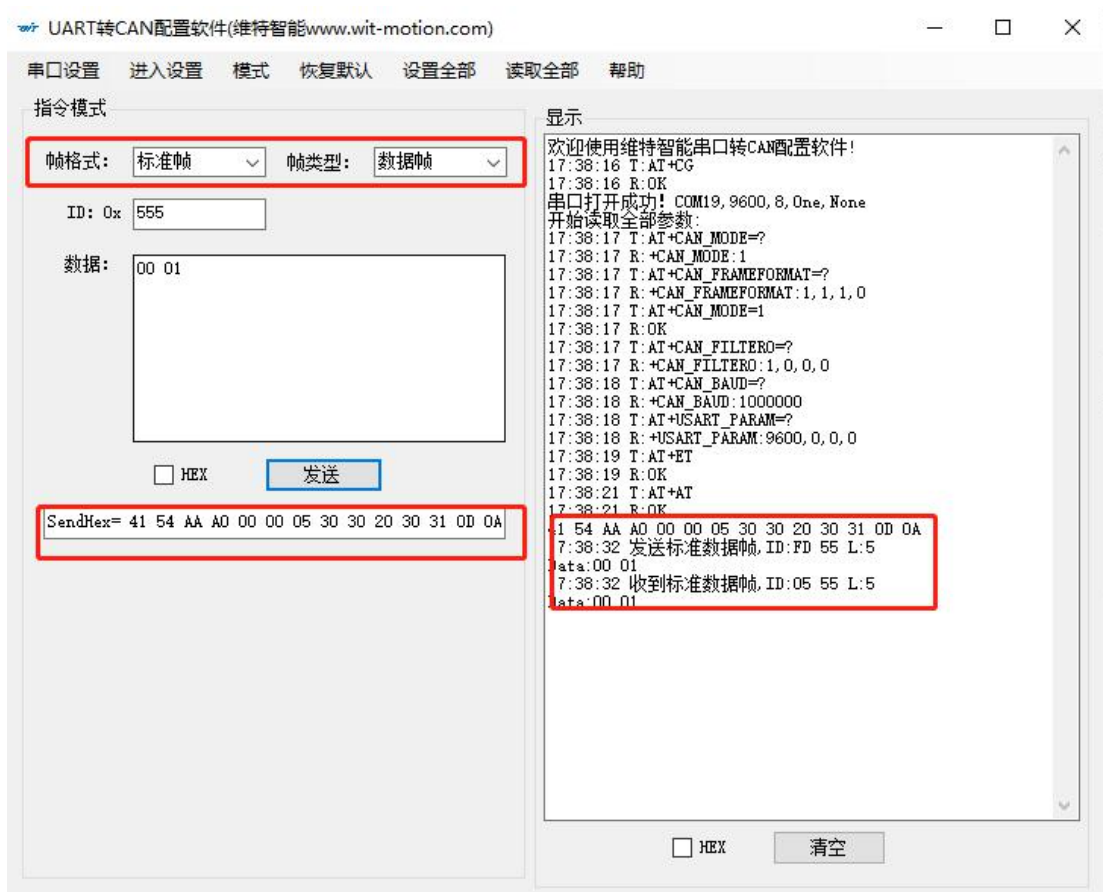 wit UART转CAN配置软件(维特智能www.wit-motion.com)
串口设置 进入设置 模式 恢复默认 设置全部 读取全部 帮助
指令模式
帧格式： 标准帧 帧类型： 数据帧
ID: 0x 555
数据： 00 01
HEX 发送
SendHex= 41 54 AA A0 00 00 05 30 30 20 30 31 0D 0A
显示
欢迎使用维特智能串口转CAN配置软件!
17:38:16 T:AT+CG
17:38:16 R:OK
串口打开成功! COM19,9600,8,One,None
开始读取全部参数:
17:38:17 T:AT+CAN_MODE=?
17:38:17 R:+CAN_MODE:1
17:38:17 T:AT+CAN_FRAMEFORMAT=?
17:38:17 R:+CAN_FRAMEFORMAT:1,1,1,0
17:38:17 T:AT+CAN_MODE=1
17:38:17 R:OK
17:38:17 T:AT+CAN_FILTER0=?
17:38:17 R:+CAN_FILTER0:1,0,0,0
17:38:18 T:AT+CAN_BAUD=?
17:38:18 R:+CAN_BAUD:1000000
17:38:18 T:AT+USART_PARAM=?
17:38:18 R:+USART_PARAM:9600,0,0,0
17:38:19 T:AT+ET
17:38:19 R:OK
17:38:21 T:AT+AT
17:38:21 R:OK
41 54 AA A0 00 00 05 30 30 20 30 31 0D 0A
7:38:32 发送标准数据帧,ID:FD 55 L:5
Data:00 01
7:38:32 收到标准数据帧,ID:05 55 L:5
Data:00 01
HEX 清空